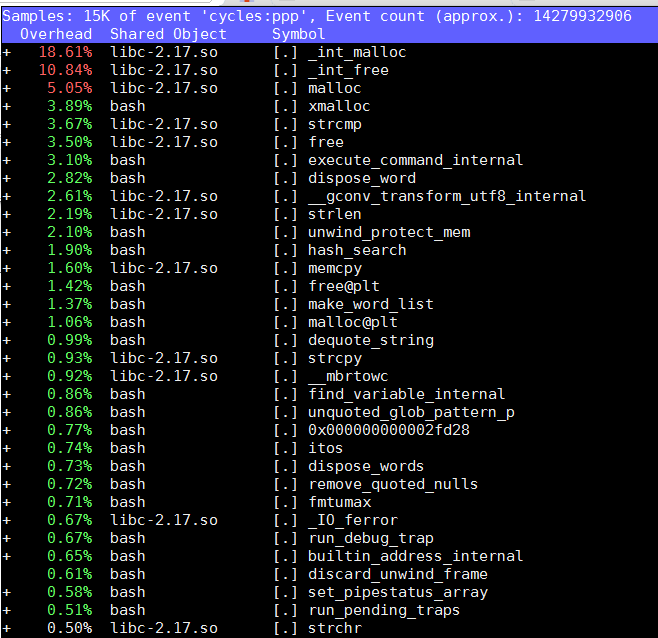 Samples: 15K of event 'cycles:ppp', Event count (approx.): 14279932906
Overhead  Shared Object     Symbol
+   18.61%  libc-2.17.so      [.] _int_malloc
+   10.84%  libc-2.17.so      [.] _int_free
+    5.05%  libc-2.17.so      [.] malloc
+    3.89%  bash              [.] xmalloc
+    3.67%  libc-2.17.so      [.] strcmp
+    3.50%  libc-2.17.so      [.] free
+    3.10%  bash              [.] execute_command_internal
+    2.82%  bash              [.] dispose_word
+    2.61%  libc-2.17.so      [.] __gconv_transform_utf8_internal
+    2.19%  libc-2.17.so      [.] strlen
+    2.10%  bash              [.] unwind_protect_mem
+    1.90%  bash              [.] hash_search
+    1.60%  libc-2.17.so      [.] memcpy
+    1.42%  bash              [.] free@plt
+    1.37%  bash              [.] make_word_list
+    1.06%  bash              [.] malloc@plt
+    0.99%  bash              [.] dequote_string
+    0.93%  libc-2.17.so      [.] strcpy
+    0.92%  libc-2.17.so      [.] __mbrtowc
+    0.86%  bash              [.] find_variable_internal
+    0.86%  bash              [.] unquoted_glob_pattern_p
+    0.77%  bash              [.] 0x000000000002fd28
+    0.74%  bash              [.] itos
+    0.73%  bash              [.] dispose_words
+    0.72%  bash              [.] remove_quoted_nulls
+    0.71%  bash              [.] fmtumax
+    0.67%  libc-2.17.so      [.] _IO_ferror
+    0.67%  bash              [.] run_debug_trap
+    0.65%  bash              [.] builtin_address_internal
     0.61%  bash              [.] discard_unwind_frame
+    0.58%  bash              [.] set_pipestatus_array
+    0.51%  bash              [.] run_pending_traps
+    0.50%  libc-2.17.so      [.] strchr